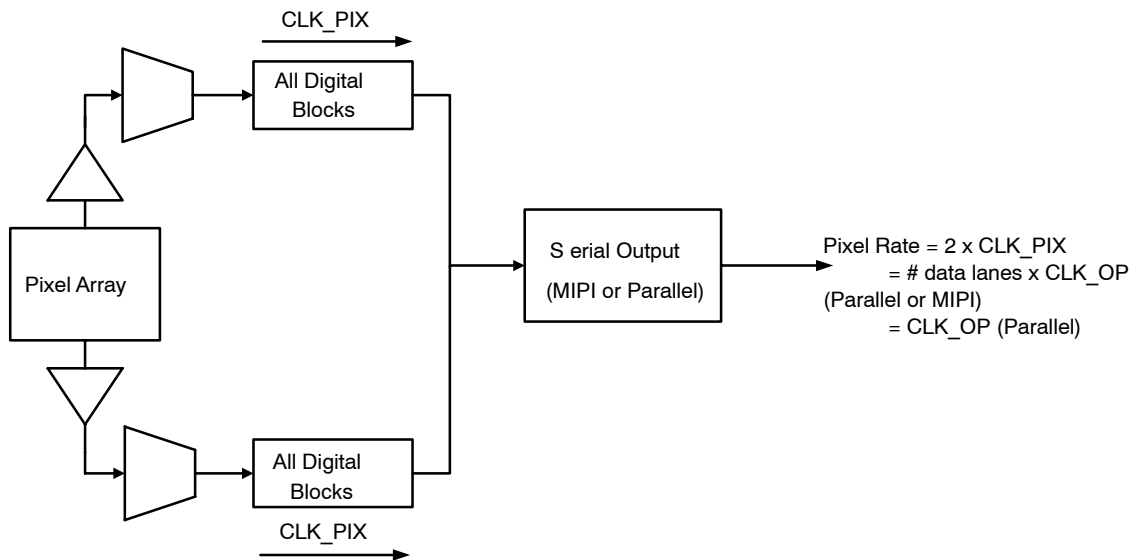 CLK_PIX
All Digital
Blocks
Pixel Array
S erial Output
(MIPI or Parallel)
Pixel Rate = 2 x CLK_PIX
= # data lanes x CLK_OP
(Parallel or MIPI)
= CLK_OP (Parallel)
All Digital
Blocks
CLK_PIX